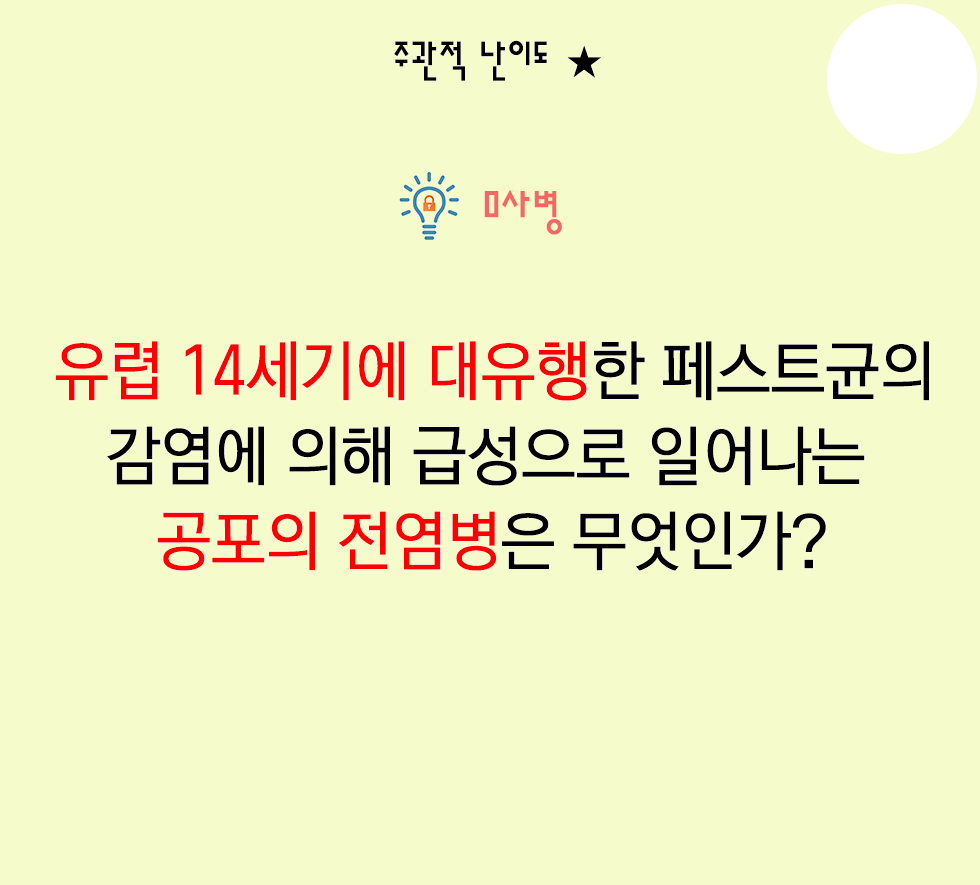 주관적 난이도 ★
ㅁ사병
유럽 14세기에 대유행한 페스트균의
감염에 의해 급성으로 일어나는
공포의 전염병은 무엇인가?